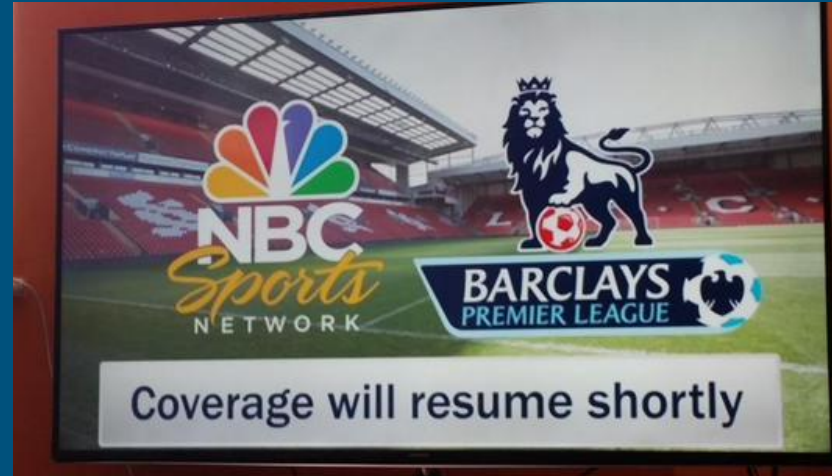 NBC
Sports
NETWORK
BARCLAYS
PREMIER LEAGUE
Coverage will resume shortly